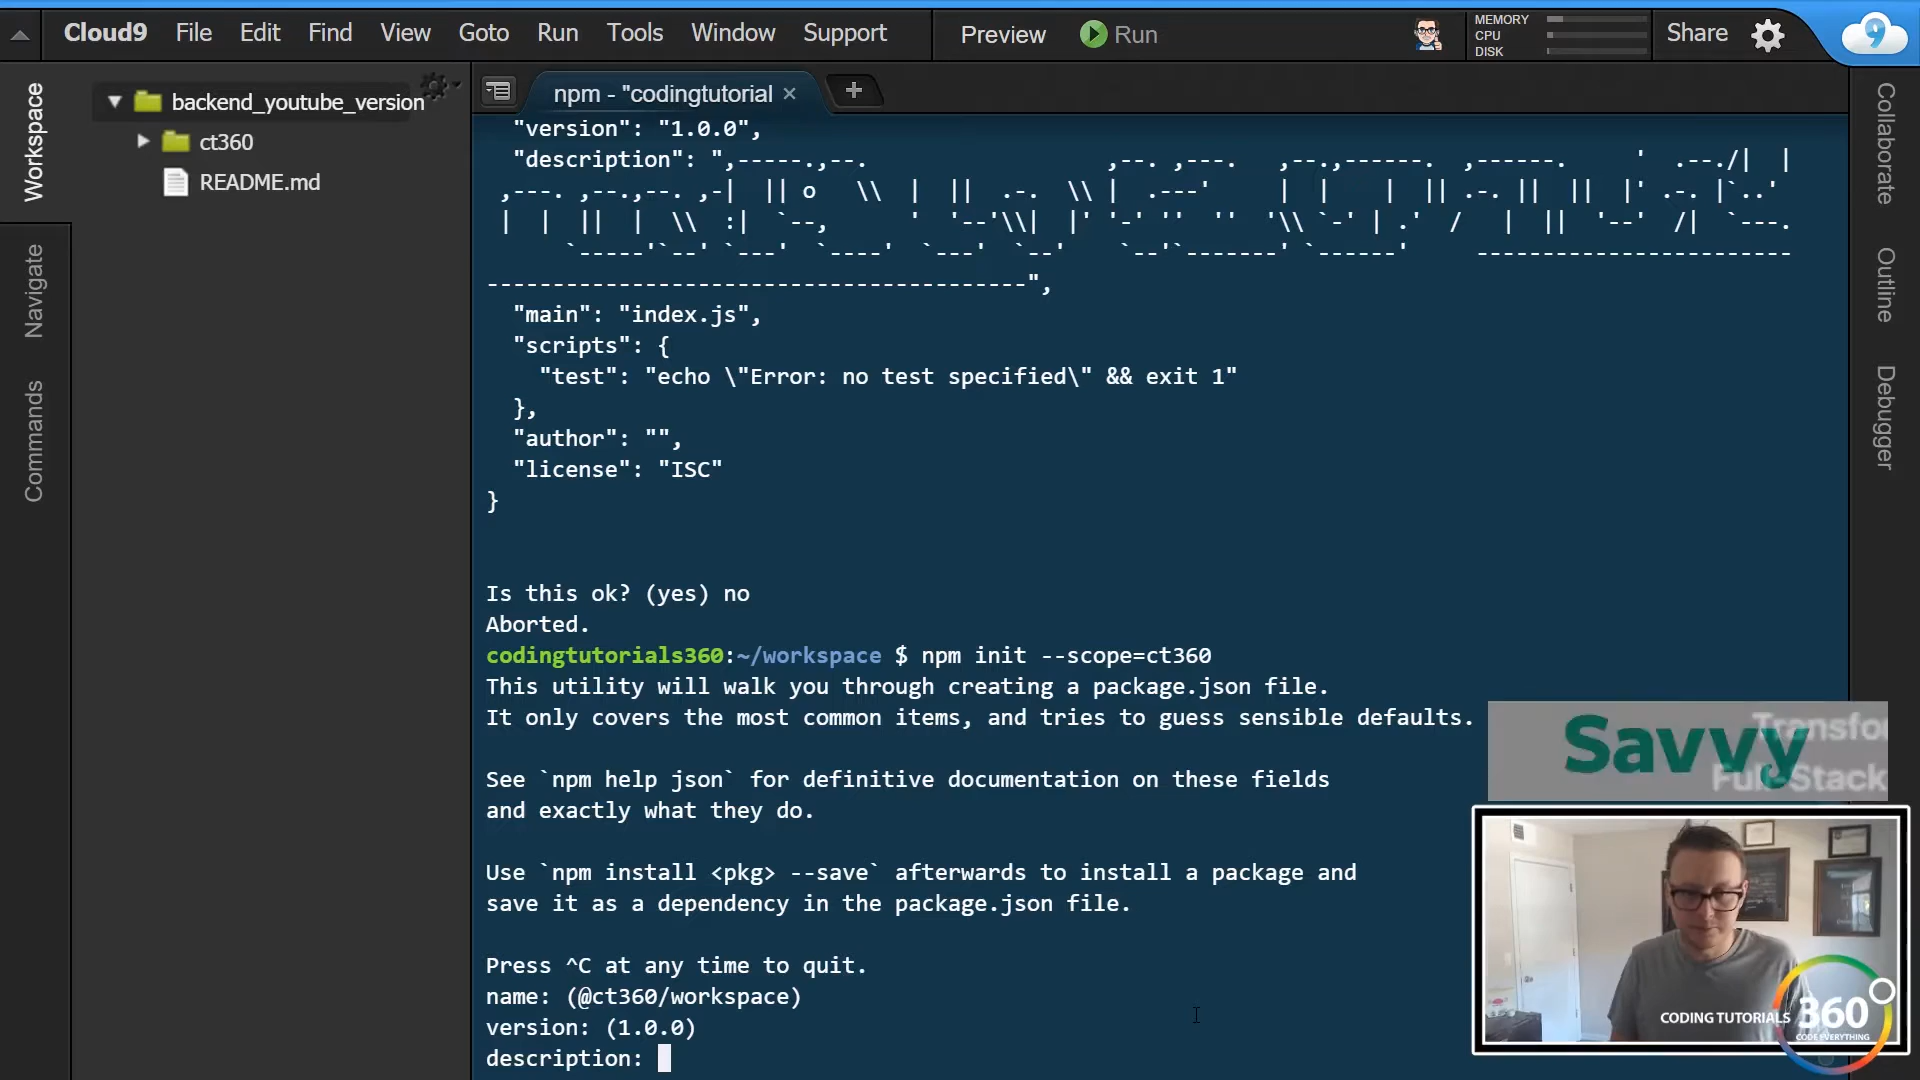 Cloud9 File Edit Find View Goto Run Tools Window Support Preview Run MEMORY CPU DISK Share 9
Workspace
Navigate
Commands
backend_youtube_version
ct360
README.md
npm - "codingtutorial
"version": "1.0.0",
"description": ",-----.,--. ,--. ,---. ,--.,------. ,------. ' .--./| |
,---. ,--.,--. ,-| || o \\ | || .-. \\ | .---' | | | || .-. || || |' .-. |`..'
| | || | \\ :| `--, ' '--'\\| |' '-' '' '' '\\ `-' | .' / | || '--' /| `---.
`-----'`--' `---' `----' `---' `--' `--'`-------' `------' ------------------------
-----------------------------------------",
"main": "index.js",
"scripts": {
"test": "echo \"Error: no test specified\" && exit 1"
},
"author": "",
"license": "ISC"
}
Is this ok? (yes) no
Aborted.
codingtutorials360:~/workspace $ npm init --scope=ct360
This utility will walk you through creating a package.json file.
It only covers the most common items, and tries to guess sensible defaults.
See `npm help json` for definitive documentation on these fields
and exactly what they do.
Use `npm install <pkg> --save` afterwards to install a package and
save it as a dependency in the package.json file.
Press ^C at any time to quit.
name: (@ct360/workspace)
version: (1.0.0)
description:
Collaborate
Outline
Debugger
Savvy
Full-Stack
CODING TUTORIALS 360
CODE EVERYTHING